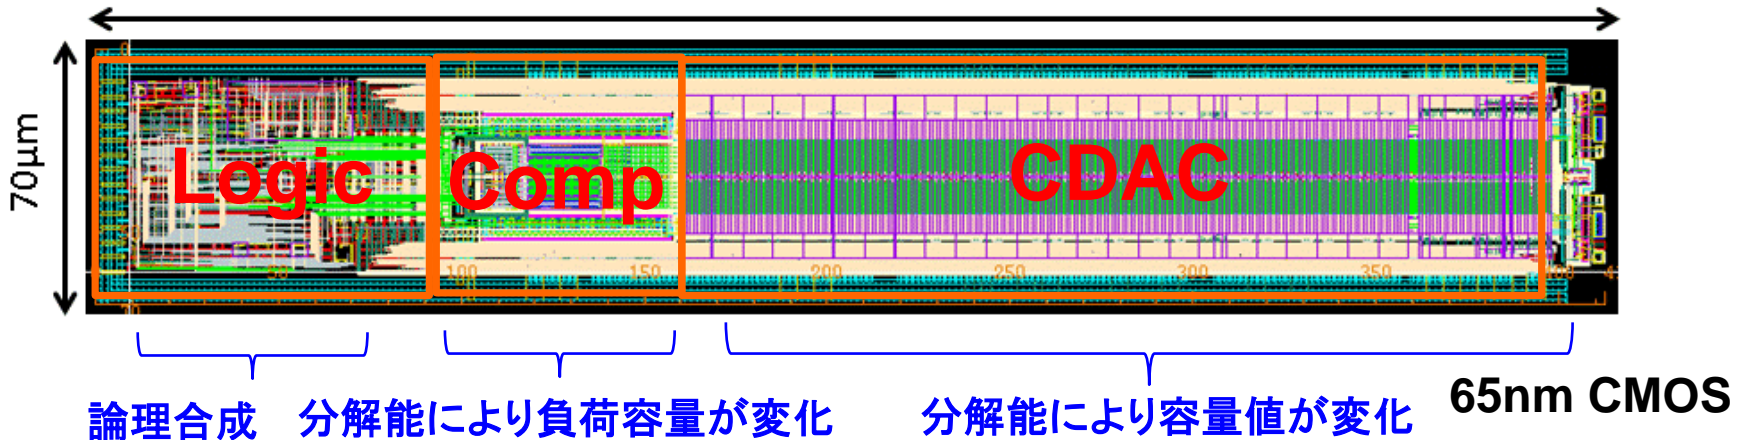 70μm
Logic
Comp
CDAC
50
100
150
200
250
300
350
論理合成
分解能により負荷容量が変化
分解能により容量値が変化
65nm CMOS